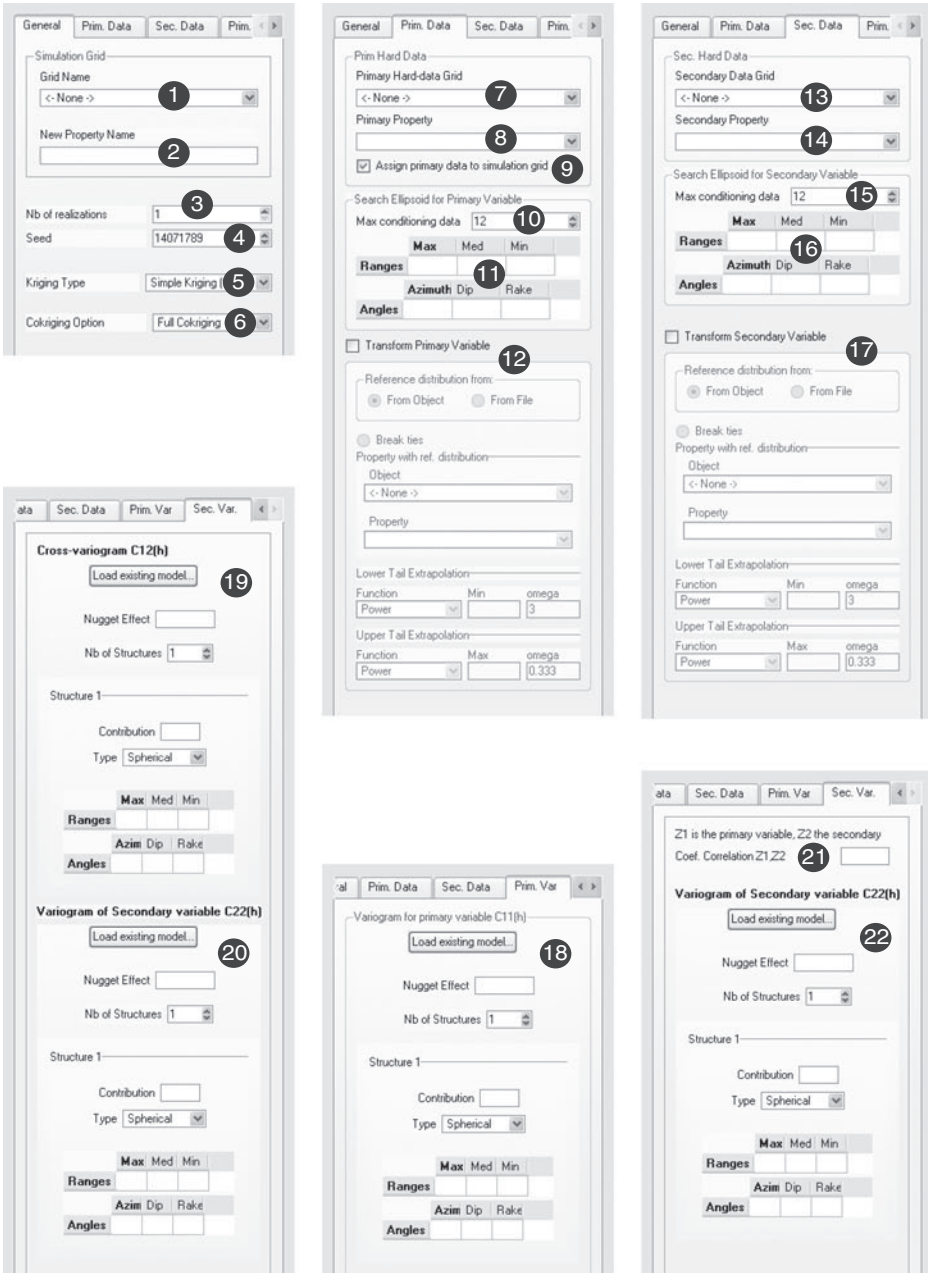 General Prim. Data Sec. Data Prim.
Simulation Grid
Grid Name
<- None -> 1
New Property Name
2
Nb of realizations 1 3
Seed 14071789 4
Kriging Type Simple Kriging ( 5
Cokriging Option Full Cokriging 6
General Prim. Data Sec. Data Prim.
Prim Hard Data
Primary Hard-data Grid
<- None -> 7
Primary Property
8
Assign primary data to simulation grid 9
Search Ellipsoid for Primary Variable
Max conditioning data 12 10
Max Med Min
Ranges
11
Azimuth Dip Rake
Angles
Transform Primary Variable
12
Reference distribution from:
From Object From File
Break ties
Property with ref. distribution
Object
<- None ->
Property
Lower Tail Extrapolation
Function Min omega
Power 3
Upper Tail Extrapolation
Function Max omega
Power 0.333
General Prim. Data Sec. Data Prim.
Sec. Hard Data
Secondary Data Grid
<- None -> 13
Secondary Property
14
Search Ellipsoid for Secondary Variable
Max conditioning data 12 15
Max Med Min
Ranges 16
Azimuth Dip Rake
Angles
Transform Secondary Variable
17
Reference distribution from:
From Object From File
Break ties
Property with ref. distribution
Object
<- None ->
Property
Lower Tail Extrapolation
Function Min omega
Power 3
Upper Tail Extrapolation
Function Max omega
Power 0.333
ata Sec. Data Prim. Var Sec. Var.
Cross-variogram C12(h)
Load existing model... 19
Nugget Effect
Nb of Structures 1
Structure 1
Contribution
Type Spherical
Max Med Min
Ranges
Azim Dip Rake
Angles
Variogram of Secondary variable C22(h)
Load existing model... 20
Nugget Effect
Nb of Structures 1
Structure 1
Contribution
Type Spherical
Max Med Min
Ranges
Azim Dip Rake
Angles
ral Prim. Data Sec. Data Prim. Var
Variogram for primary variable C11(h)
Load existing model... 18
Nugget Effect
Nb of Structures 1
Structure 1
Contribution
Type Spherical
Max Med Min
Ranges
Azim Dip Rake
Angles
ata Sec. Data Prim. Var Sec. Var.
Z1 is the primary variable, Z2 the secondary
Coef. Correlation Z1,Z2 21
Variogram of Secondary variable C22(h)
Load existing model... 22
Nugget Effect
Nb of Structures 1
Structure 1
Contribution
Type Spherical
Max Med Min
Ranges
Azim Dip Rake
Angles